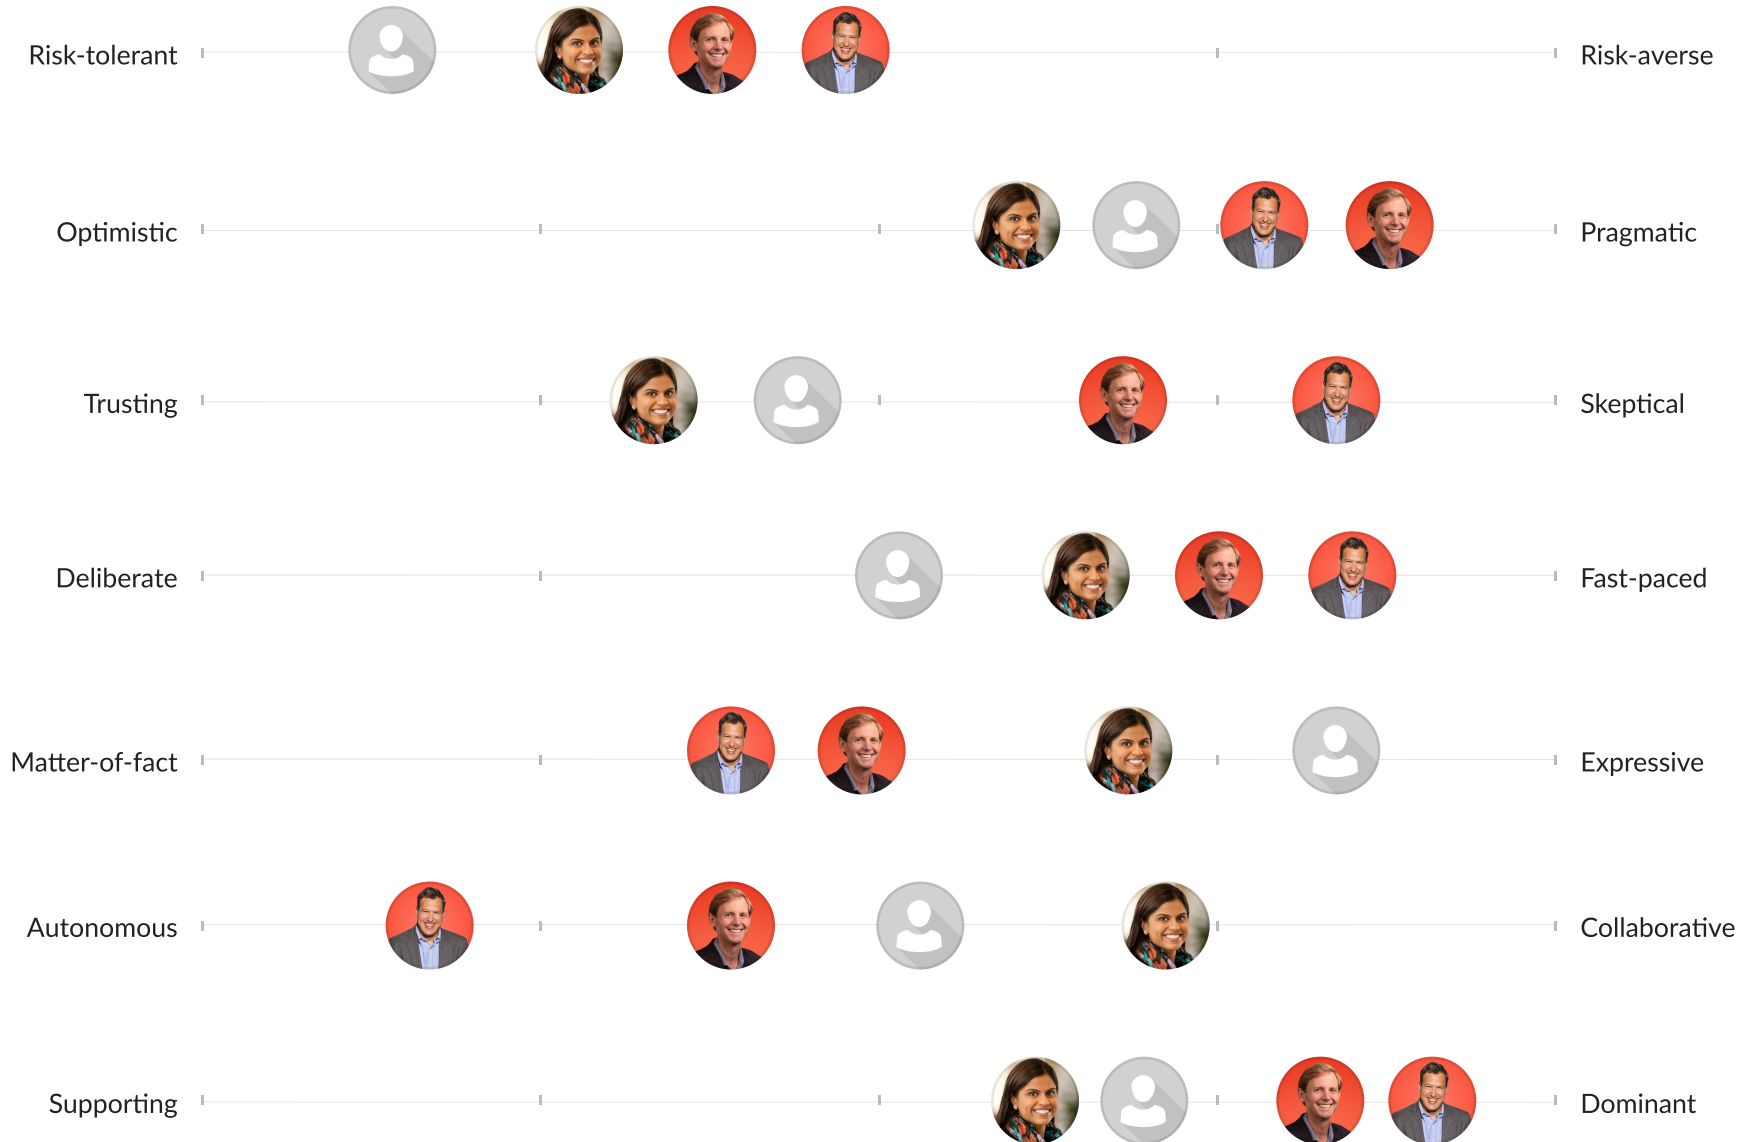 Risk-tolerant Risk-averse
Optimistic Pragmatic
Trusting Skeptical
Deliberate Fast-paced
Matter-of-fact Expressive
Autonomous Collaborative
Supporting Dominant